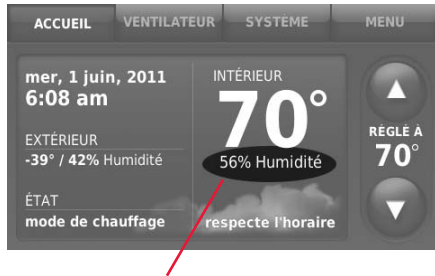 ACCUEIL VENTILATEUR SYSTÈME MENU
mer, 1 juin, 2011
6:08 am
EXTÉRIEUR
-39° / 42% Humidité
ÉTAT
mode de chauffage
INTÉRIEUR
70°
56% Humidité
respecte l'horaire
RÈGLÈ À
70°